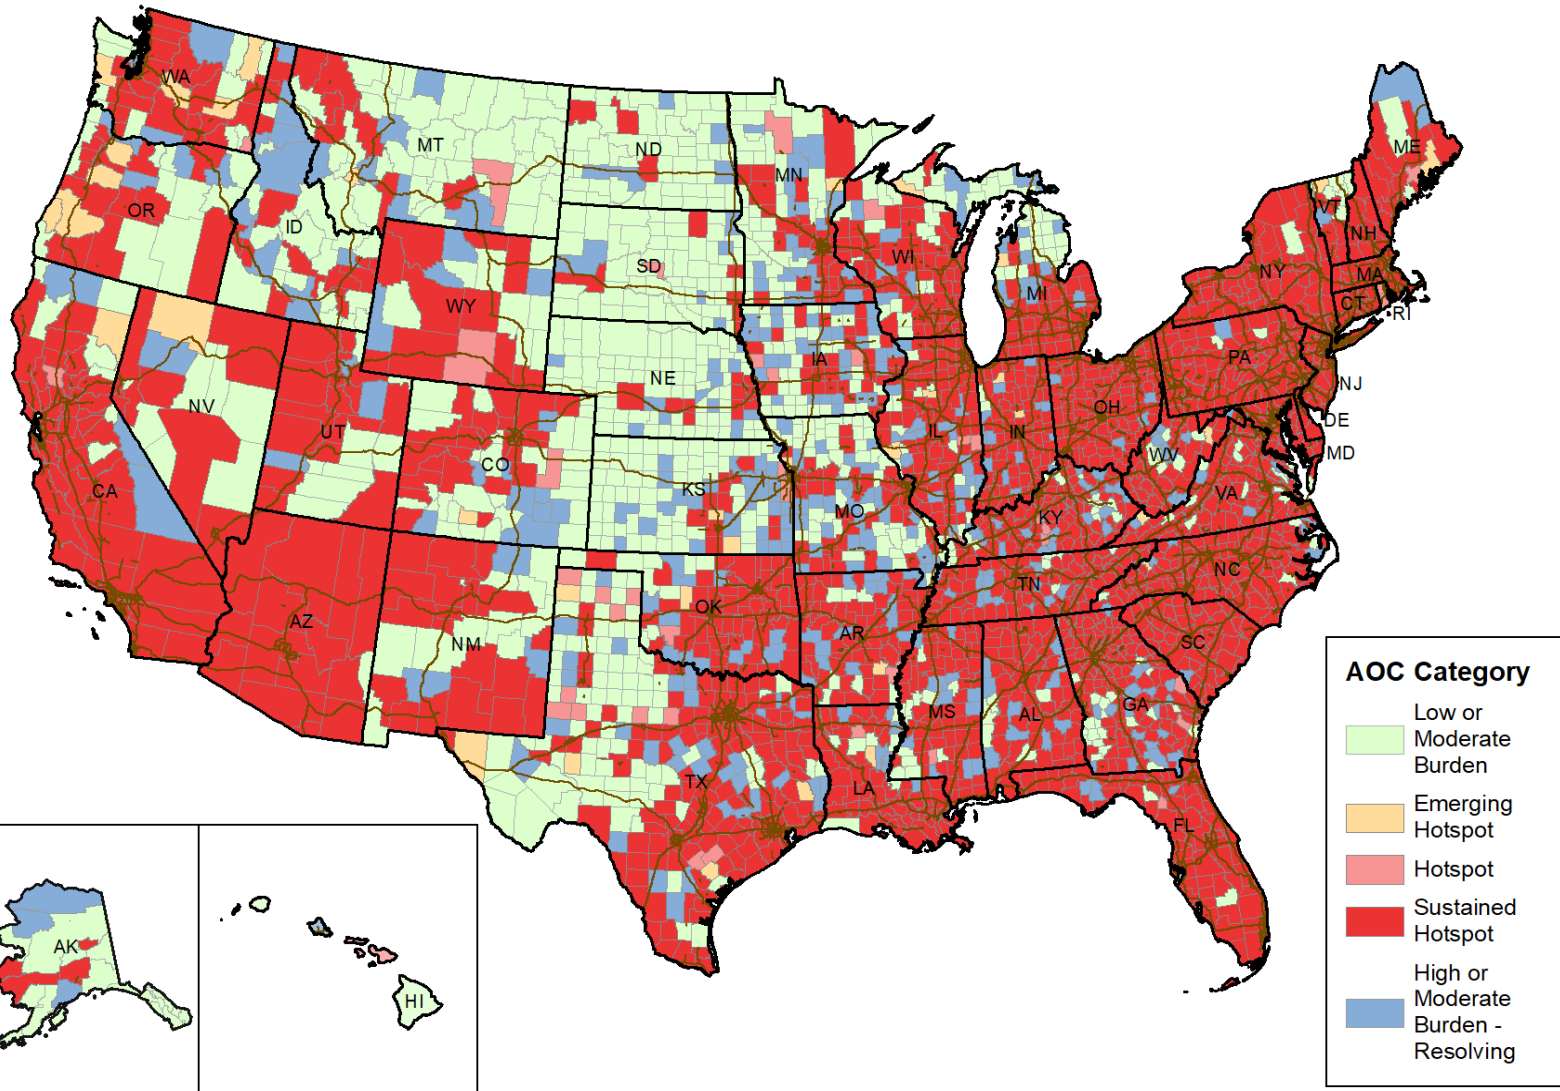 WA
MT
ND
MN
ME
OR
ID
SD
WI
VT
NH
NY
MA
WY
MI
CT
RI
NE
IA
PA
NV
NJ
UT
IL
IN
OH
DE
CO
WV
MD
CA
KS
MO
VA
KY
NC
TN
AZ
OK
NM
AR
SC
MS
AL
GA
TX
LA
FL
AK
HI
AOC Category
Low or
Moderate
Burden
Emerging
Hotspot
Hotspot
Sustained
Hotspot
High or
Moderate
Burden -
Resolving